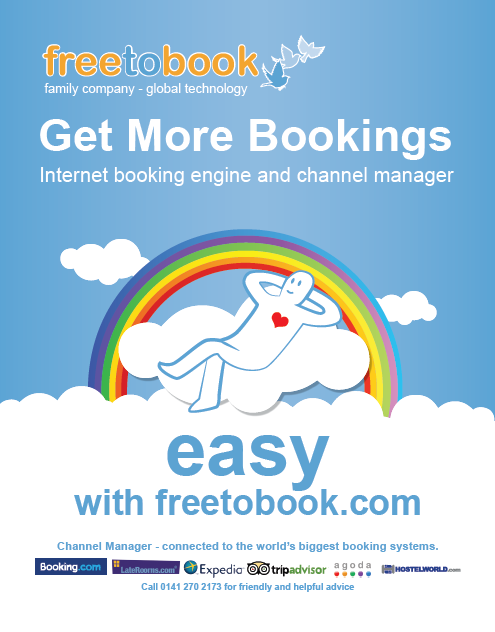 freetobook
family company - global technology
Get More Bookings
Internet booking engine and channel manager
easy
with freetobook.com
Channel Manager - connected to the world's biggest booking systems.
Booking.com LateRooms.com Expedia tripadvisor agoda HOSTELWORLD.com
Call 0141 270 2173 for friendly and helpful advice